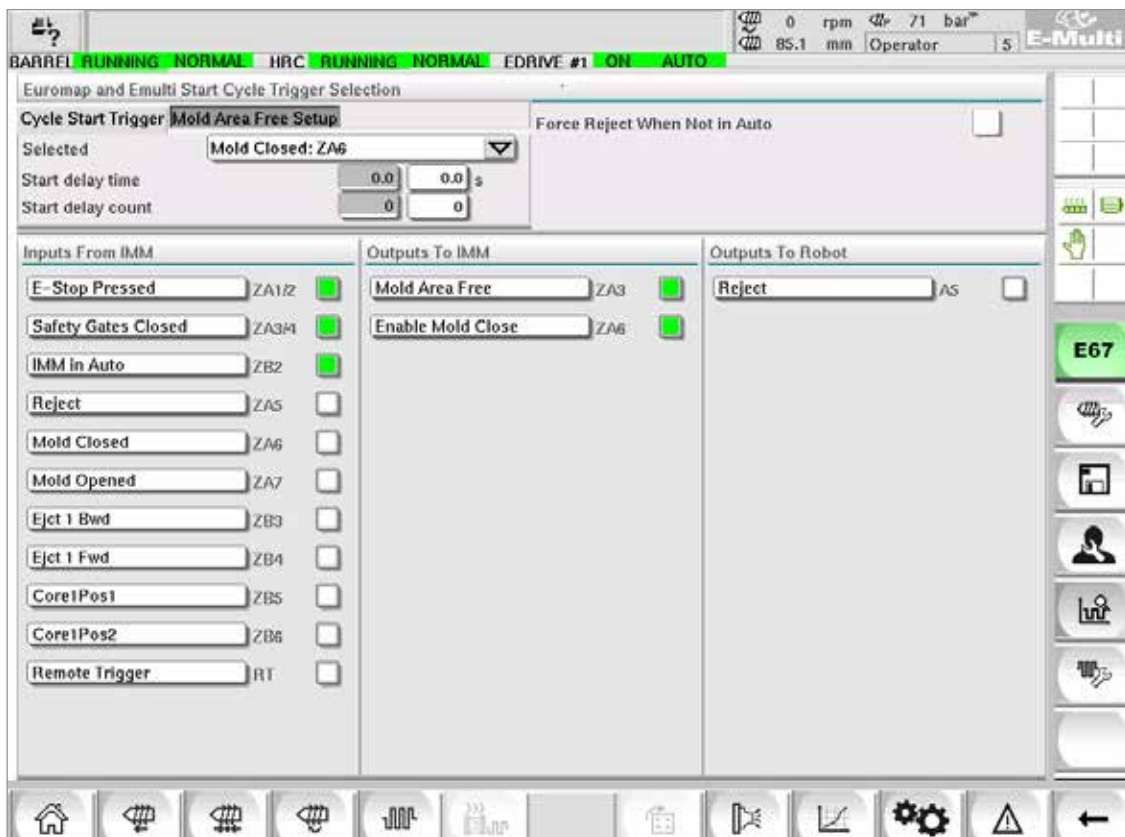 0 rpm 71 bar
85.1 mm Operator 5 E-Multi
BARREL RUNNING NORMAL HRC RUNNING NORMAL EDRIVE #1 ON AUTO
Euromap and Emulti Start Cycle Trigger Selection
Cycle Start Trigger Mold Area Free Setup
Force Reject When Not in Auto
Selected Mold Closed: ZA6
Start delay time 0.0 0.0 s
Start delay count 0 0
Inputs From IMM
E-Stop Pressed ZA1/2
Safety Gates Closed ZA3/4
IMM in Auto ZB2
Reject ZA5
Mold Closed ZA6
Mold Opened ZA7
Ejct 1 Bwd ZB3
Ejct 1 Fwd ZB4
Core1Pos1 ZB5
Core1Pos2 ZB6
Remote Trigger RT
Outputs To IMM
Mold Area Free ZA3
Enable Mold Close ZA6
Outputs To Robot
Reject A5
E67